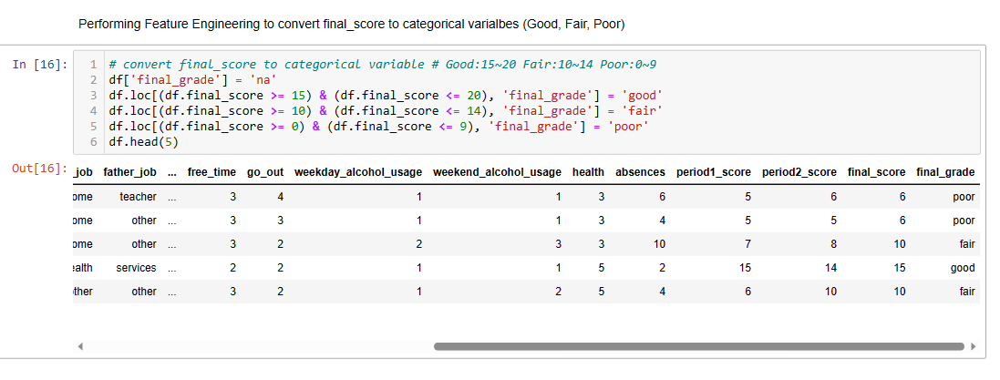 Performing Feature Engineering to convert final_score to categorical varialbes (Good, Fair, Poor)
In [16]:
1 # convert final_score to categorical variable # Good:15~20 Fair:10~14 Poor:0~9
2 df['final_grade'] = 'na'
3 df.loc[(df.final_score >= 15) & (df.final_score <= 20), 'final_grade'] = 'good'
4 df.loc[(df.final_score >= 10) & (df.final_score <= 14), 'final_grade'] = 'fair'
5 df.loc[(df.final_score >= 0) & (df.final_score <= 9), 'final_grade'] = 'poor'
6 df.head(5)
Out[16]:
_job father_job ... free_time go_out weekday_alcohol_usage weekend_alcohol_usage health absences period1_score period2_score final_score final_grade
ome teacher ... 3 4 1 1 3 6 5 6 6 poor
ome other ... 3 3 1 1 3 4 5 5 6 poor
ome other ... 3 2 2 3 3 10 7 8 10 fair
ealth services ... 2 2 1 1 5 2 15 14 15 good
ther other ... 3 2 1 2 5 4 6 10 10 fair